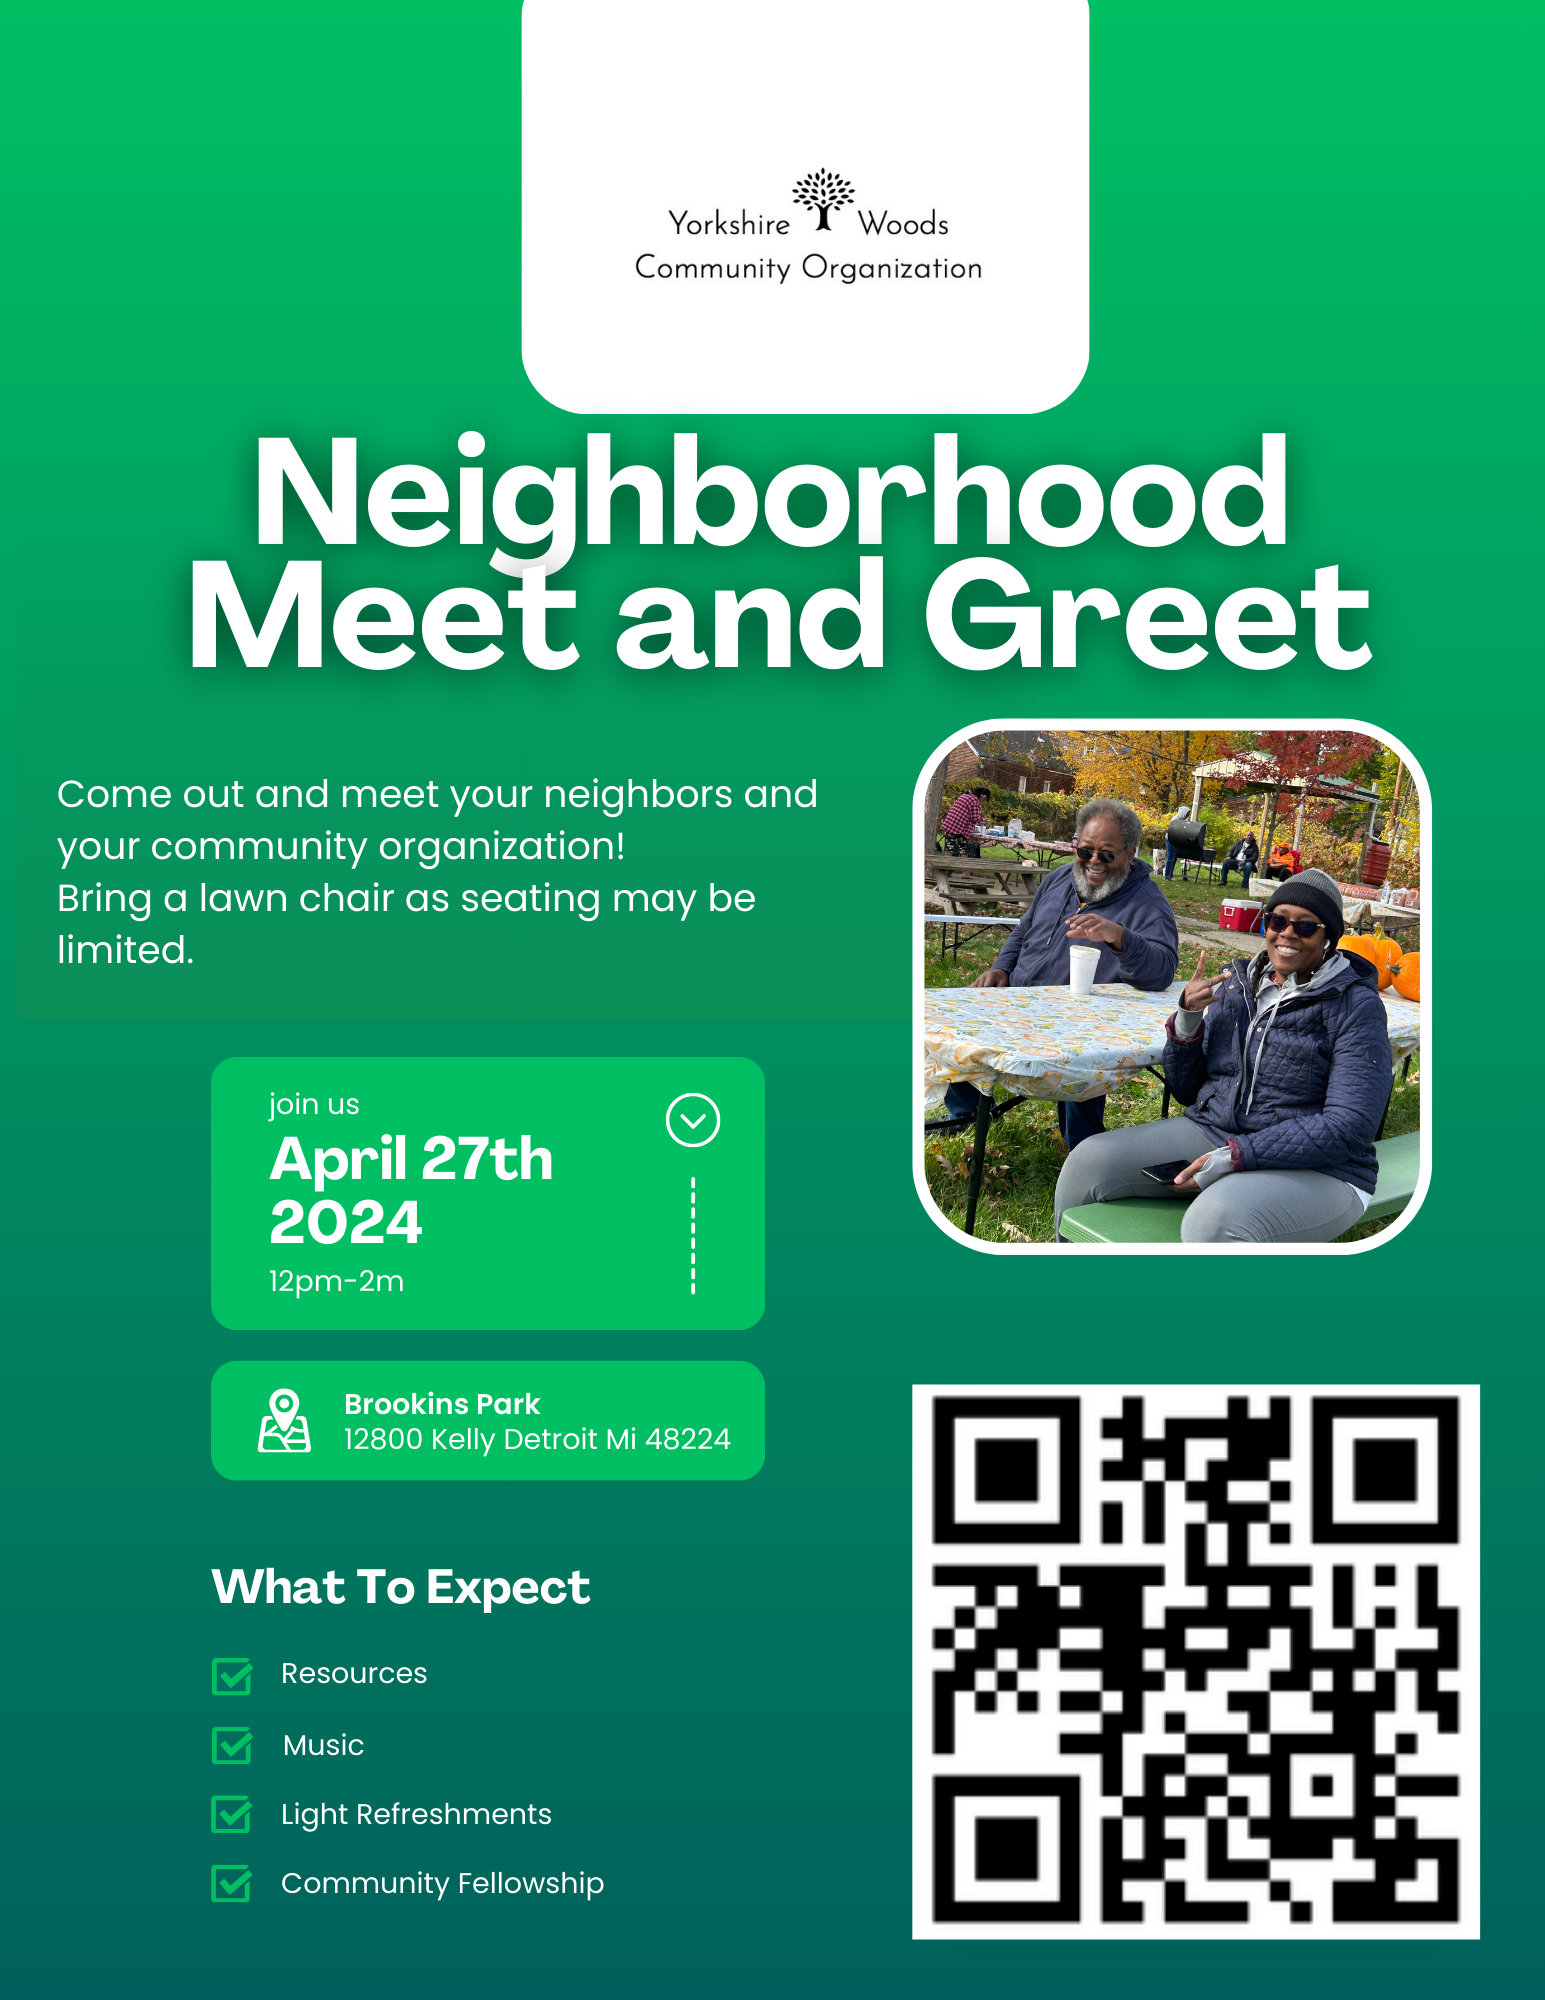 Yorkshire Woods
Community Organization
Neighborhood
Meet and Greet
Come out and meet your neighbors and
your community organization!
Bring a lawn chair as seating may be
limited.
join us
April 27th
2024
12pm-2m
Brookins Park
12800 Kelly Detroit Mi 48224
What To Expect
Resources
Music
Light Refreshments
Community Fellowship